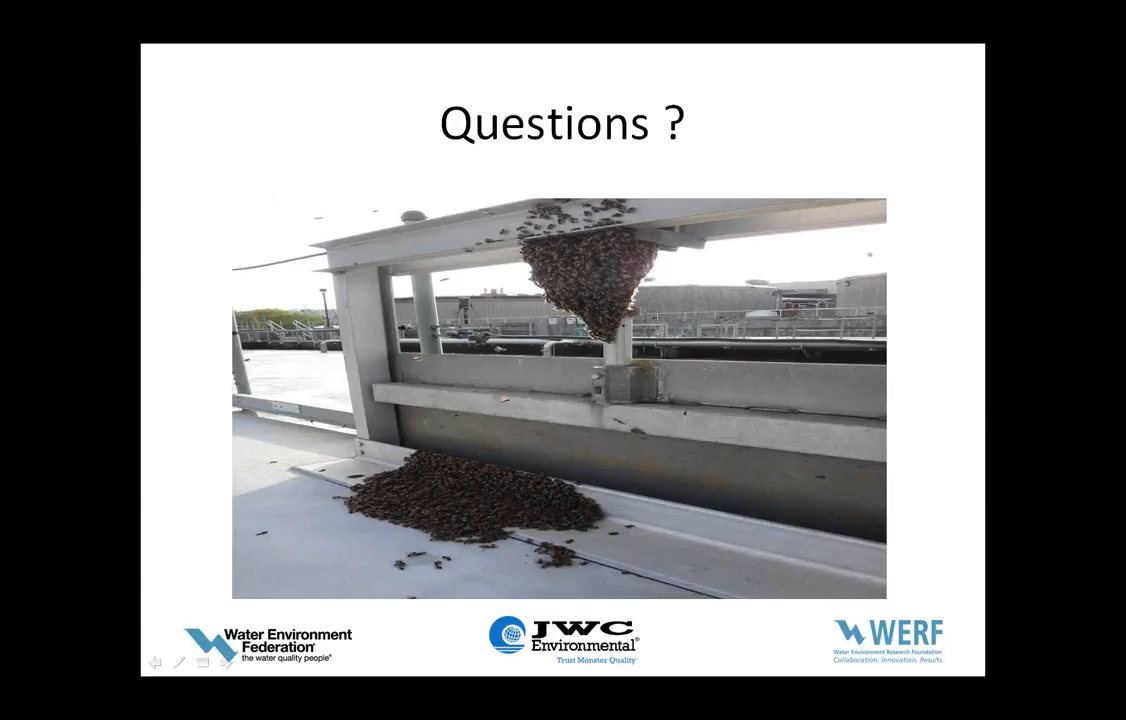 Questions ?
Water Environment
Federation
the water quality people®
JWC
Environmental®
Trust Monster Quality
WERF
Water Environment Research Foundation
Collaboration. Innovation. Results.